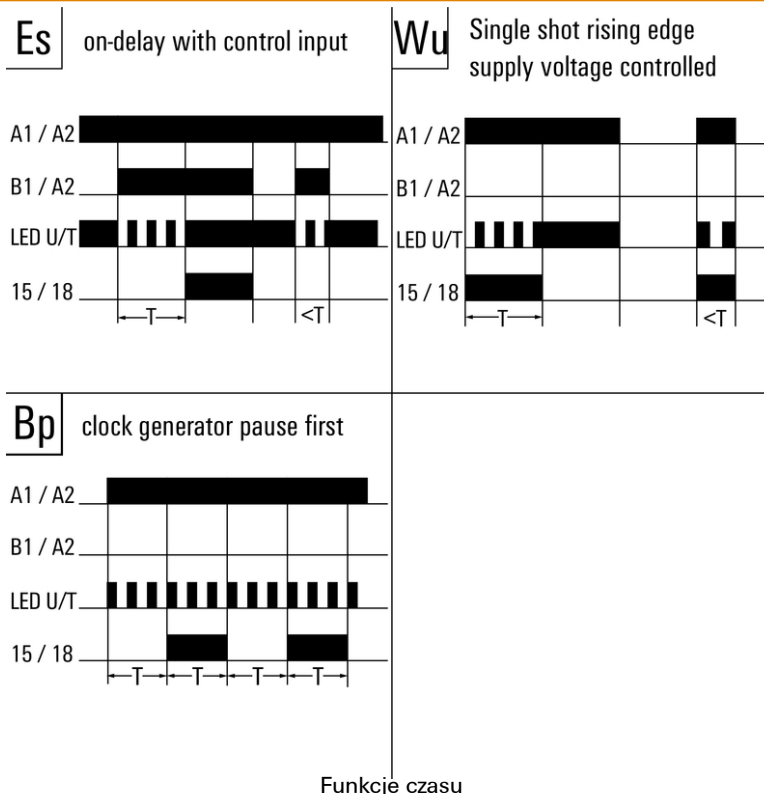 Es on-delay with control input
A1 / A2
B1 / A2
LED U/T
15 / 18
T
<T
Wu Single shot rising edge
supply voltage controlled
A1 / A2
B1 / A2
LED U/T
15 / 18
T
<T
Bp clock generator pause first
A1 / A2
B1 / A2
LED U/T
15 / 18
T T T T
Funkcje czasu